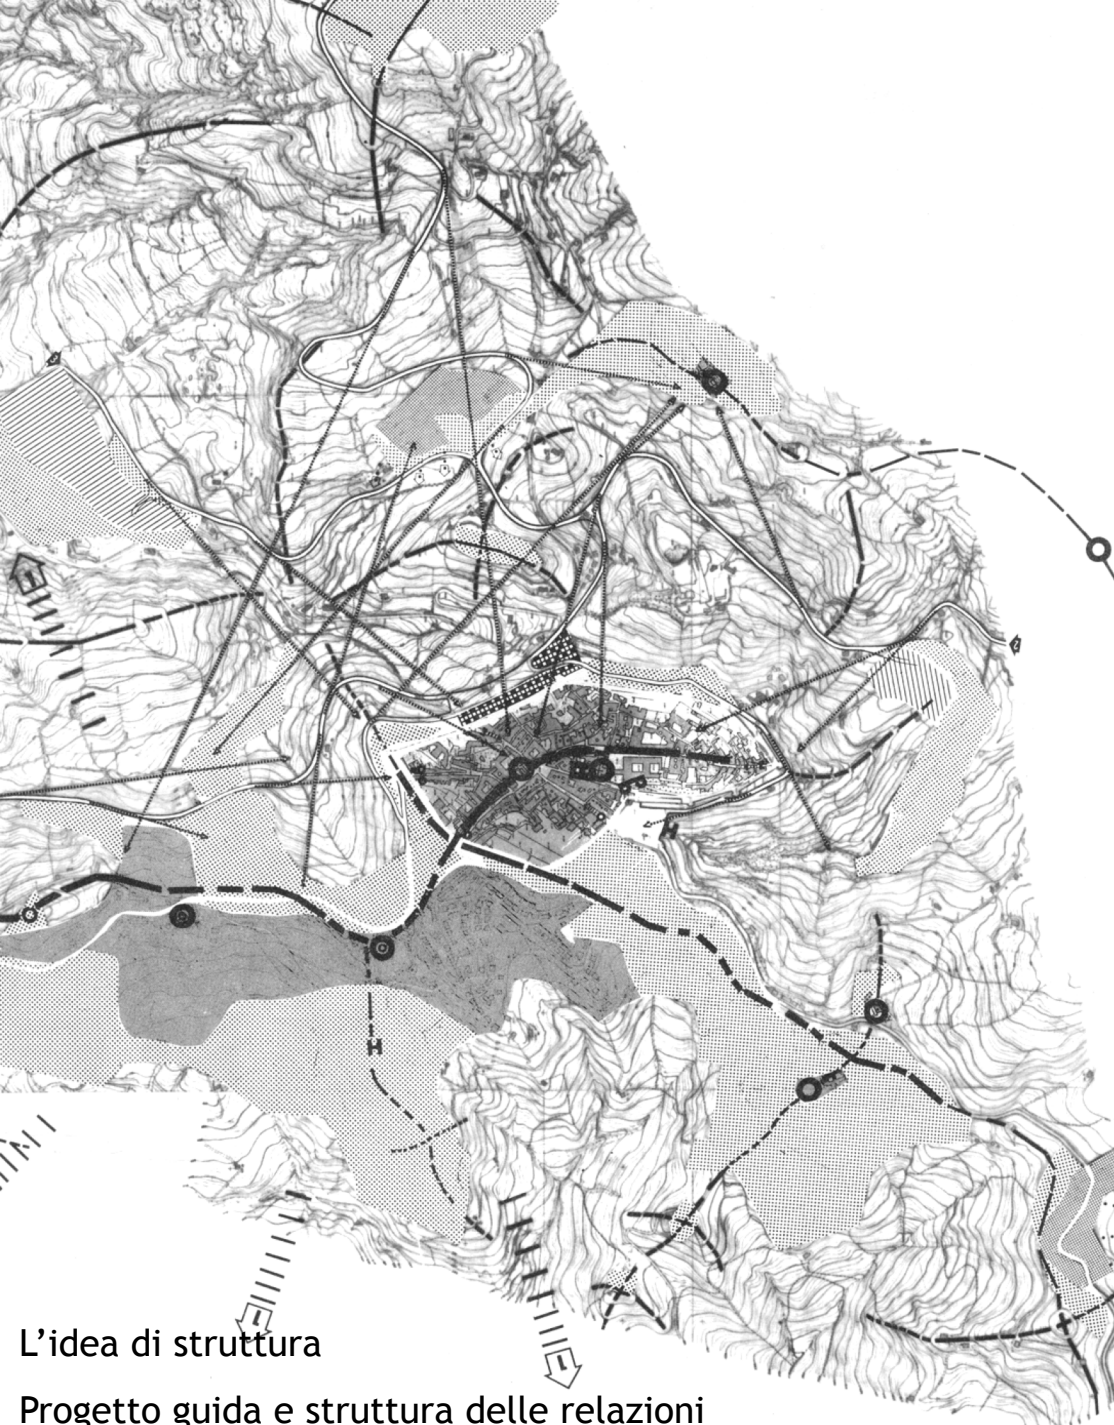 H
H
L'idea di struttura
Progetto guida e struttura delle relazioni